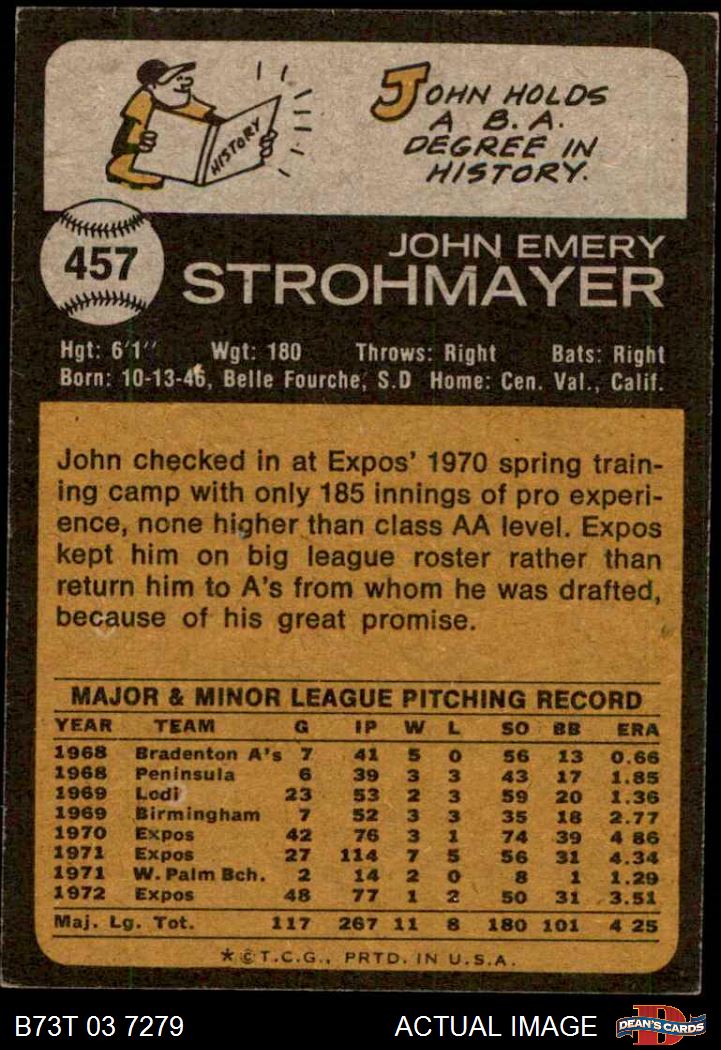 HISTORY
JOHN HOLDS
A B.A.
DEGREE IN
HISTORY.
457
JOHN EMERY
STROHMAYER
Hgt: 6'1'' Wgt: 180 Throws: Right Bats: Right
Born: 10-13-46, Belle Fourche, S.D Home: Cen. Val., Calif.
John checked in at Expos' 1970 spring train-
ing camp with only 185 innings of pro experi-
ence, none higher than class AA level. Expos
kept him on big league roster rather than
return him to A's from whom he was drafted,
because of his great promise.
MAJOR & MINOR LEAGUE PITCHING RECORD
YEAR TEAM G IP W L SO BB ERA
1968 Bradenton A's 7 41 5 0 56 13 0.66
1968 Peninsula 6 39 3 3 43 17 1.85
1969 Lodi 23 53 2 3 59 20 1.36
1969 Birmingham 7 52 3 3 35 18 2.77
1970 Expos 42 76 3 1 74 39 4 86
1971 Expos 27 114 7 5 56 31 4.34
1971 W. Palm Bch. 2 14 2 0 8 1 1.29
1972 Expos 48 77 1 2 50 31 3.51
Maj. Lg. Tot. 117 267 11 8 180 101 4 25
*©T.C.G., PRTD. IN U.S.A.
B73T 03 7279 ACTUAL IMAGE
D
DEAN'S CARDS